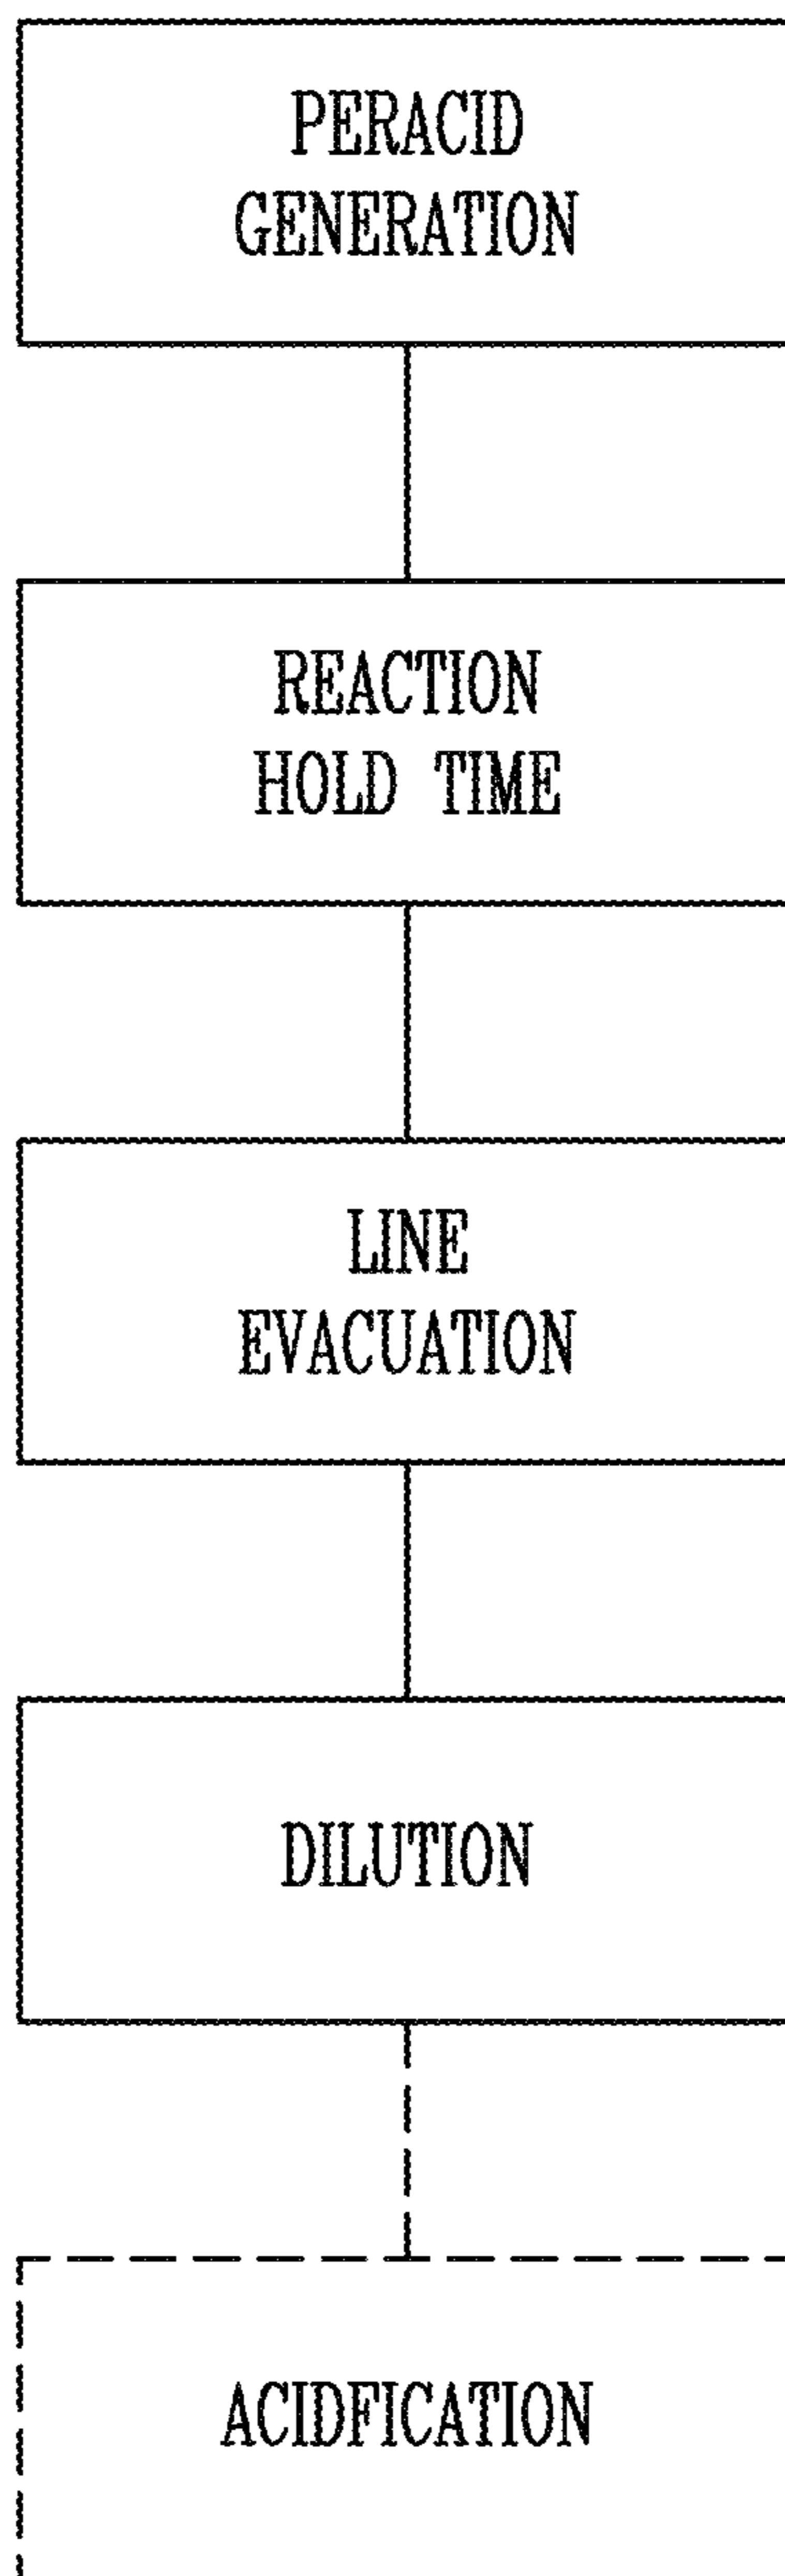 PERACID
GENERATION
REACTION
HOLD TIME
LINE
EVACUATION
DILUTION
ACIDFICATION